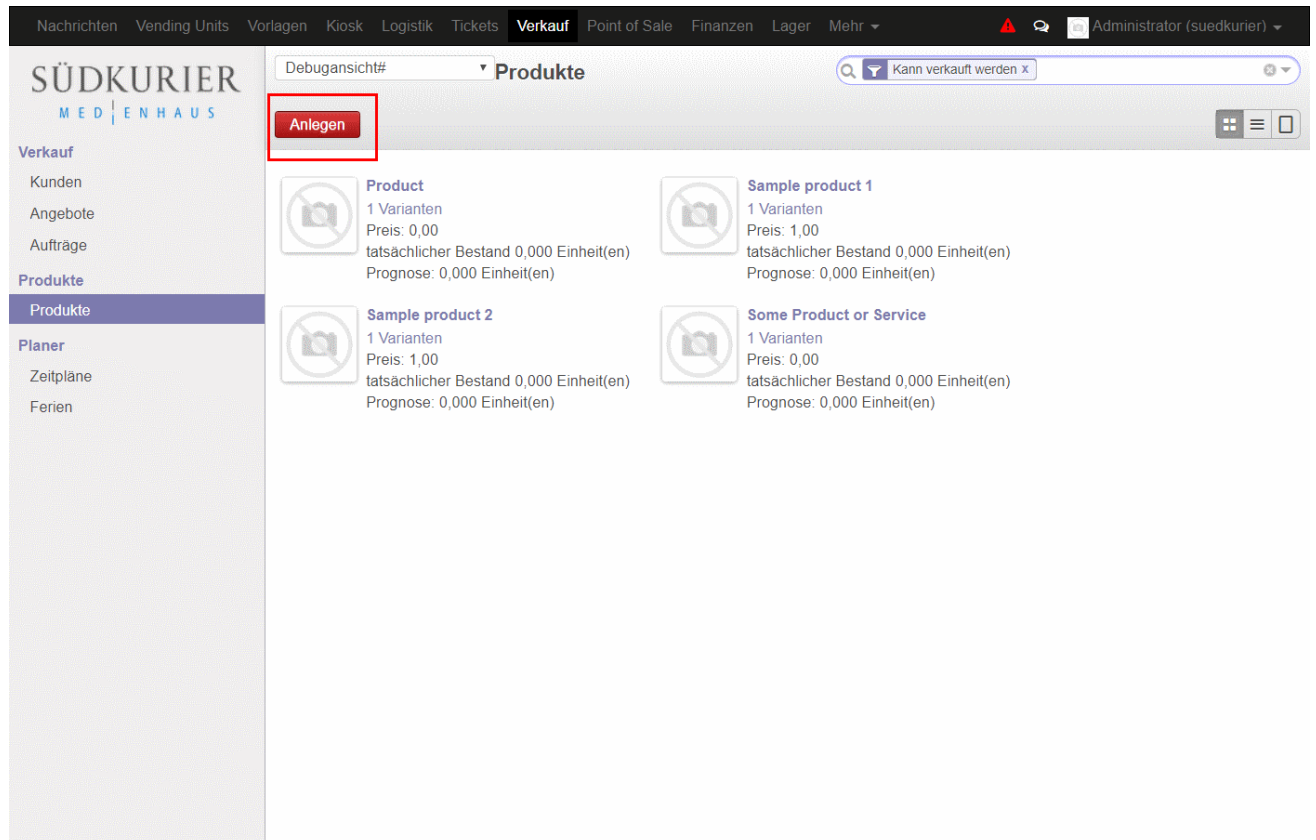 Nachrichten Vending Units Vorlagen Kiosk Logistik Tickets Verkauf Point of Sale Finanzen Lager Mehr Administrator (suedkurier)
SÜDKURIER
MEDIENHAUS
Verkauf
Kunden
Angebote
Aufträge
Produkte
Produkte
Planer
Zeitpläne
Ferien
Debugansicht# Produkte Kann verkauft werden x
Anlegen
Product
1 Varianten
Preis: 0,00
tatsächlicher Bestand 0,000 Einheit(en)
Prognose: 0,000 Einheit(en)
Sample product 1
1 Varianten
Preis: 1,00
tatsächlicher Bestand 0,000 Einheit(en)
Prognose: 0,000 Einheit(en)
Sample product 2
1 Varianten
Preis: 1,00
tatsächlicher Bestand 0,000 Einheit(en)
Prognose: 0,000 Einheit(en)
Some Product or Service
1 Varianten
Preis: 0,00
tatsächlicher Bestand 0,000 Einheit(en)
Prognose: 0,000 Einheit(en)